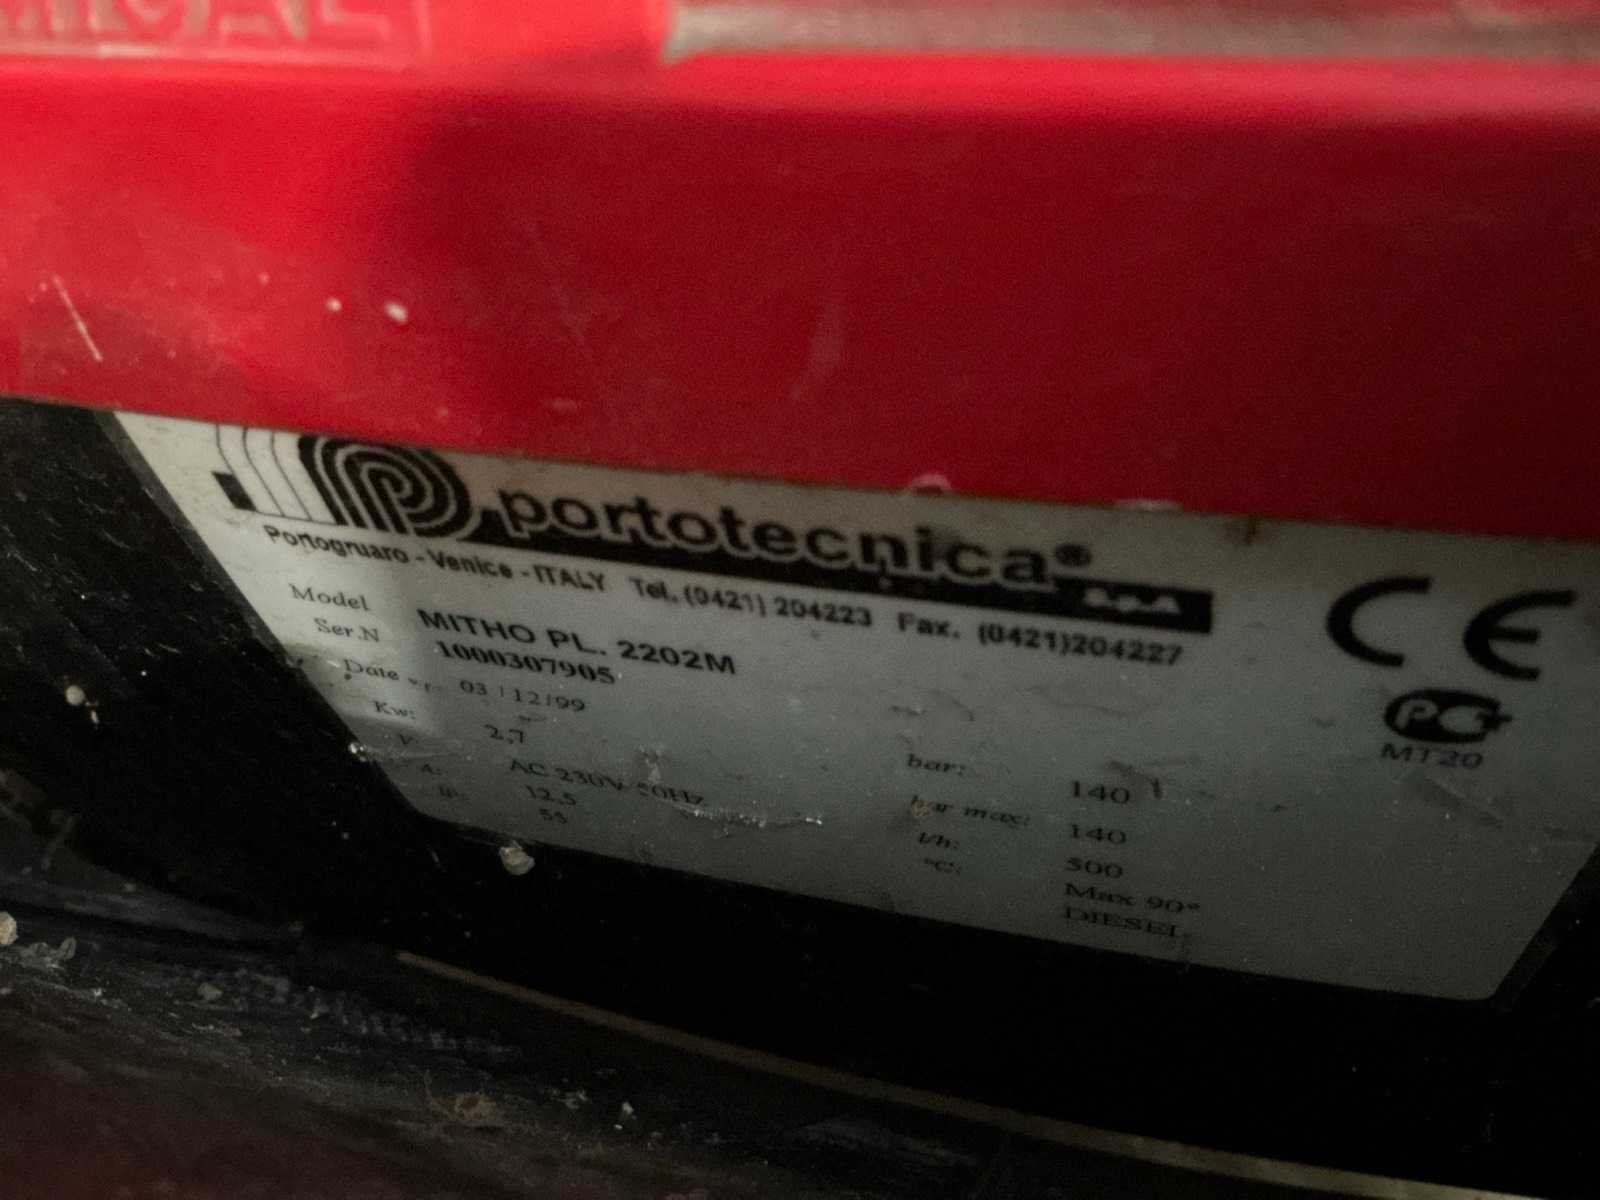 portotecnica® SPA
Portogruaro - Venice - ITALY Tel. (0421) 204223 Fax. (0421)204227
CE
Model MITHO PL. 2202M
Ser.N 1000307905
Date 03/12/99
Kw: 2,7
V: AC 230V 50Hz
A: 12.5
MT20
bar: 140
bar max: 140
l/h: 500
°C: Max 90°
DIESEL